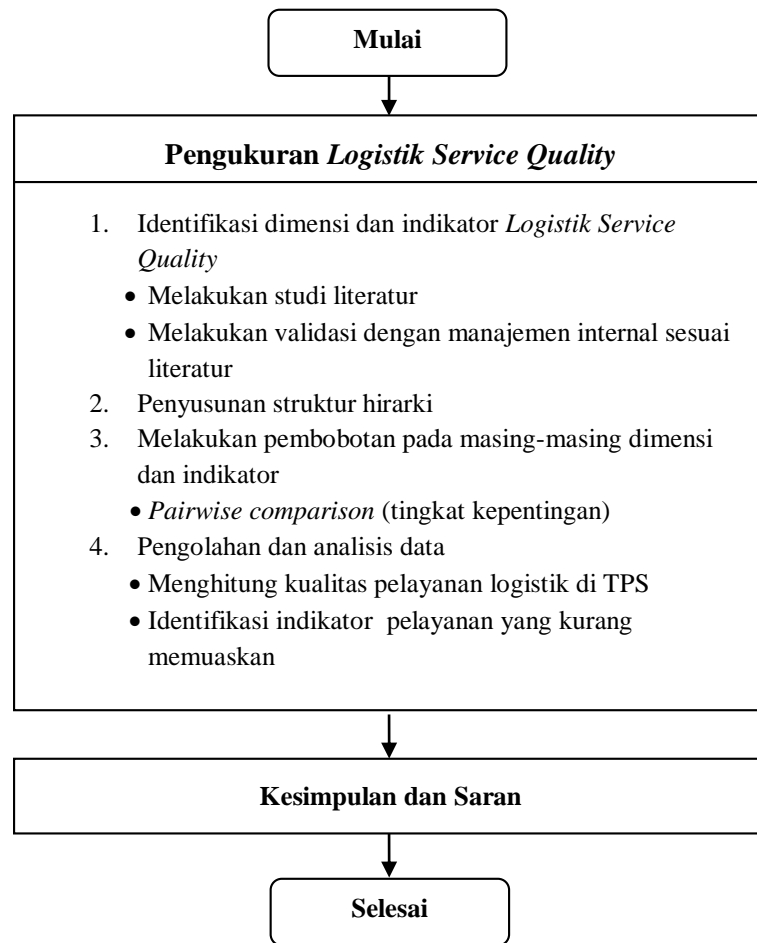 Mulai
Pengukuran Logistik Service Quality
1. Identifikasi dimensi dan indikator Logistik Service
Quality
• Melakukan studi literatur
• Melakukan validasi dengan manajemen internal sesuai
literatur
2. Penyusunan struktur hirarki
3. Melakukan pembobotan pada masing-masing dimensi
dan indikator
• Pairwise comparison (tingkat kepentingan)
4. Pengolahan dan analisis data
• Menghitung kualitas pelayanan logistik di TPS
• Identifikasi indikator pelayanan yang kurang
memuaskan
Kesimpulan dan Saran
Selesai